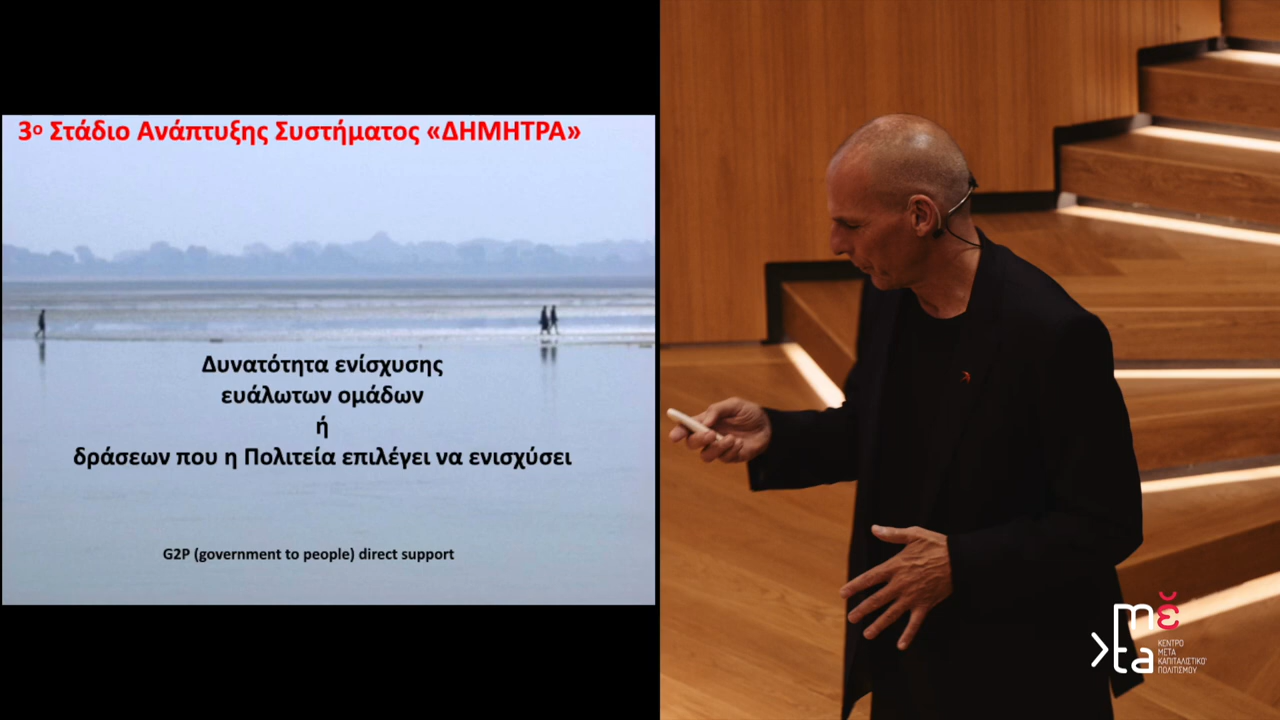 3ο Στάδιο Ανάπτυξης Συστήματος «ΔΗΜΗΤΡΑ»
Δυνατότητα ενίσχυσης
ευάλωτων ομάδων
ή
δράσεων που η Πολιτεία επιλέγει να ενισχύσει
G2P (government to people) direct support
mέta
ΚΕΝΤΡΟ
ΜΕΤΑ
ΚΑΠΙΤΑΛΙΣΤΙΚΟΥ
ΠΟΛΙΤΙΣΜΟΥ